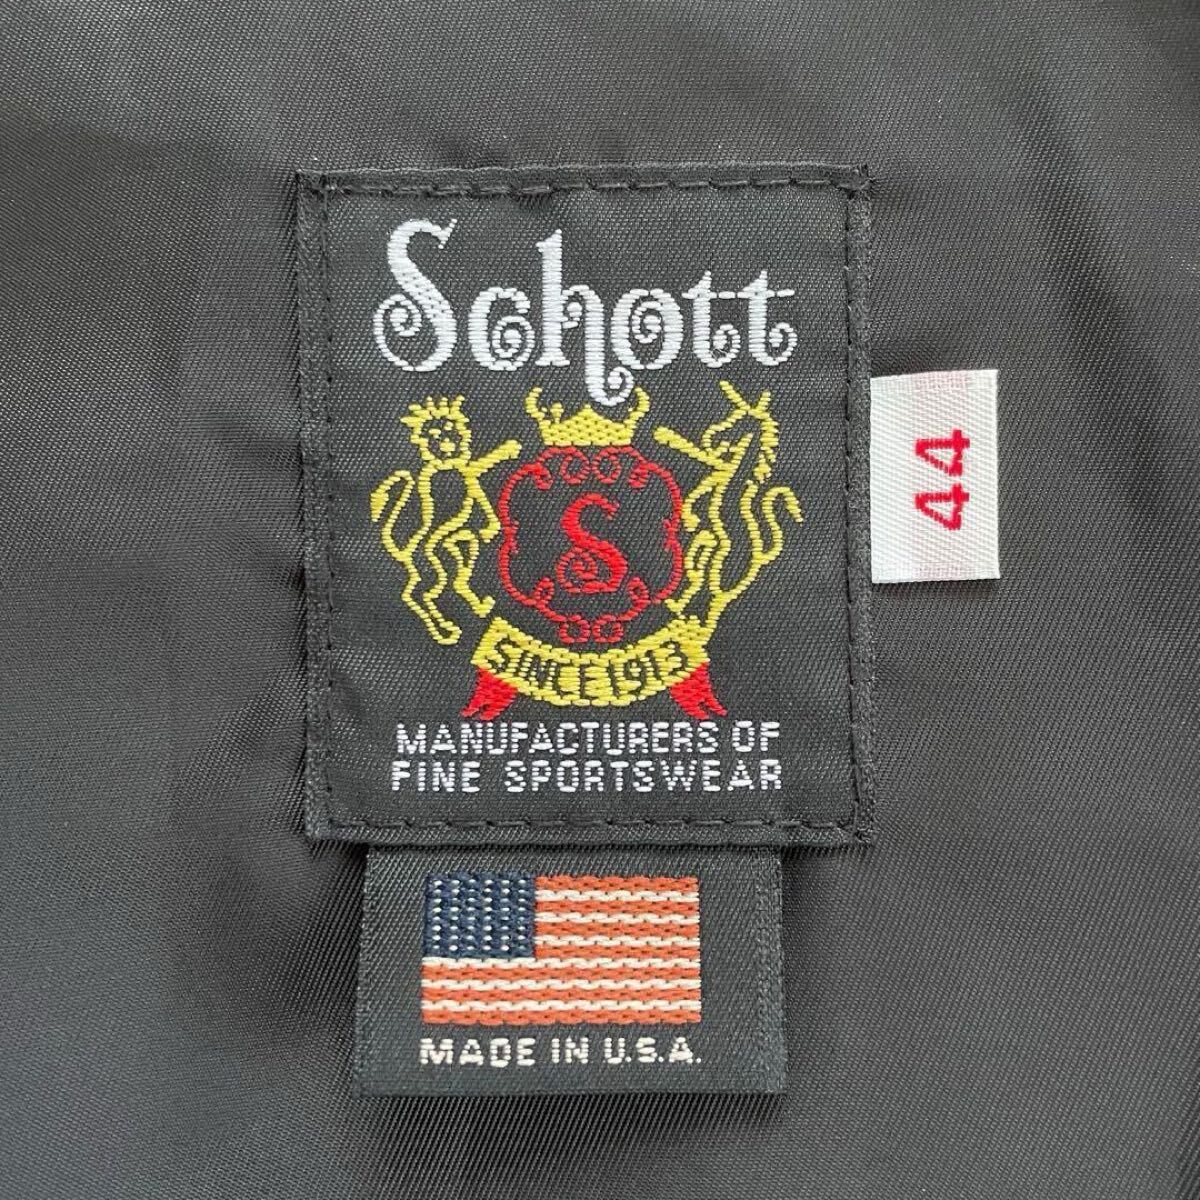 Schott
44
S
SINCE 1913
MANUFACTURERS OF
FINE SPORTSWEAR
MADE IN U.S.A.